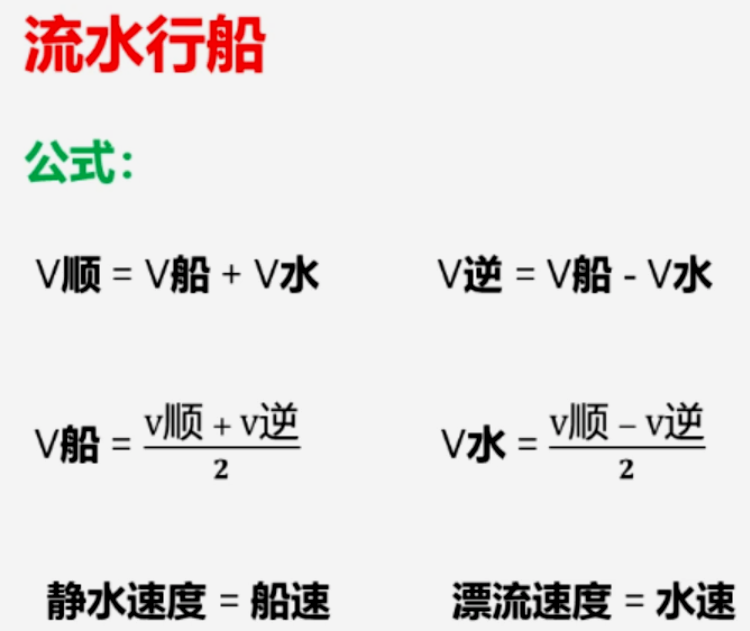 流水行船
公式：
V顺 = V船 + V水
V逆 = V船 - V水
V船 = \frac{v顺 + v逆}{2}
V水 = \frac{v顺 − v逆}{2}
静水速度 = 船速
漂流速度 = 水速